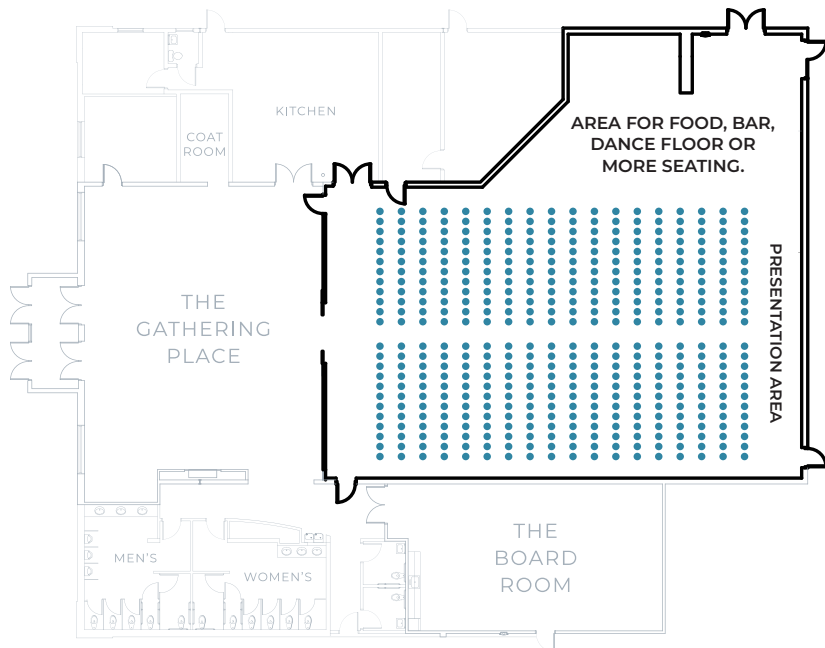 KITCHEN
COAT
ROOM
AREA FOR FOOD, BAR,
DANCE FLOOR OR
MORE SEATING.
THE
GATHERING
PLACE
PRESENTATION AREA
THE
BOARD
ROOM
MEN'S
WOMEN'S